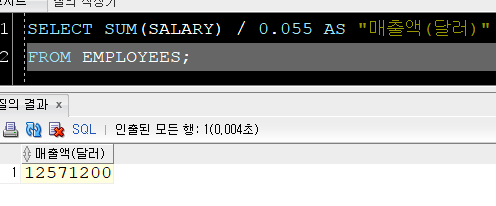 1 SELECT SUM(SALARY) / 0.055 AS "매출액(달러)"
2 FROM EMPLOYEES;
질의 결과 x
SQL | 인출된 모든 행: 1(0,004초)
매출액(달러)
1 12571200